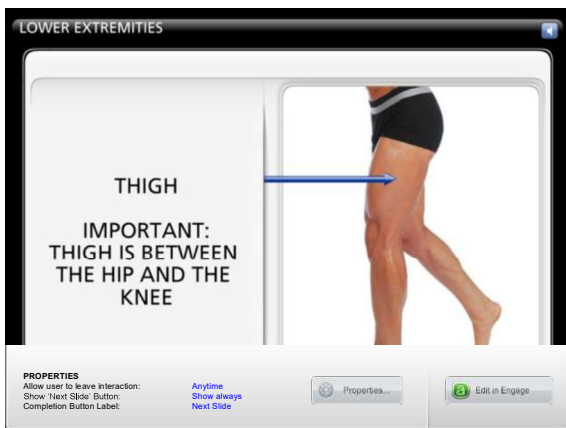 LOWER EXTREMITIES
THIGH
IMPORTANT:
THIGH IS BETWEEN
THE HIP AND THE
KNEE
PROPERTIES
Allow user to leave interaction: Anytime
Show 'Next Slide' Button: Show always
Completion Button Label: Next Slide
Properties...
Edit in Engage